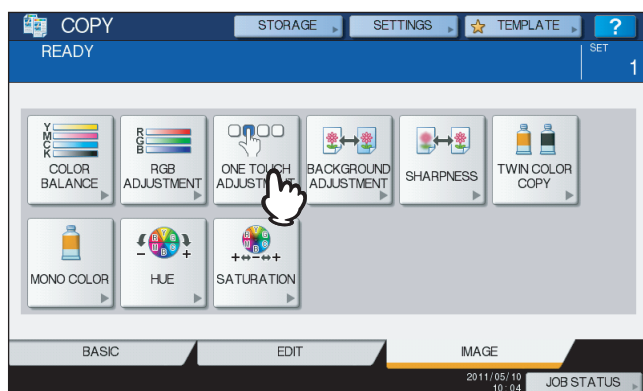 COPY
STORAGE
SETTINGS
TEMPLATE
?
READY
SET
1
Y
M
C
K
COLOR
BALANCE
R
G
B
RGB
ADJUSTMENT
ONE TOUCH
ADJUSTMENT
BACKGROUND
ADJUSTMENT
SHARPNESS
TWIN COLOR
COPY
MONO COLOR
- +
HUE
+↔-↔+
SATURATION
BASIC
EDIT
IMAGE
2011/05/10
10:04
JOB STATUS